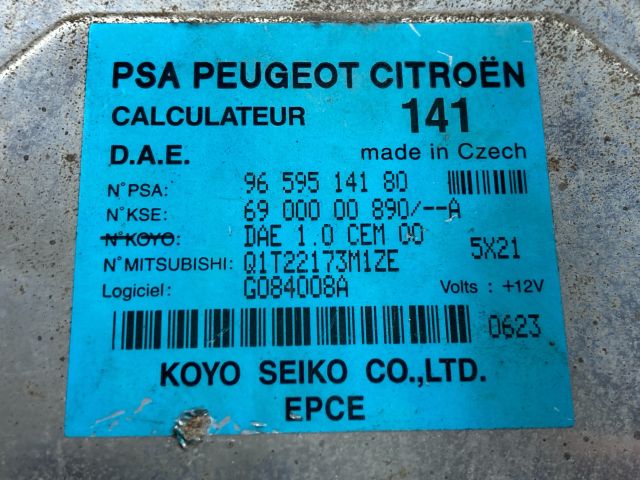 PSA PEUGEOT CITROËN
CALCULATEUR 141
D.A.E. made in Czech
N°PSA: 96 595 141 80
N°KSE: 69 000 00 890/--A
N°KOYO: DAE 1.0 CEM 00 5X21
N°MITSUBISHI: Q1T22173M1ZE
Logiciel: G084008A Volts : +12V
0623
KOYO SEIKO CO.,LTD.
EPCE